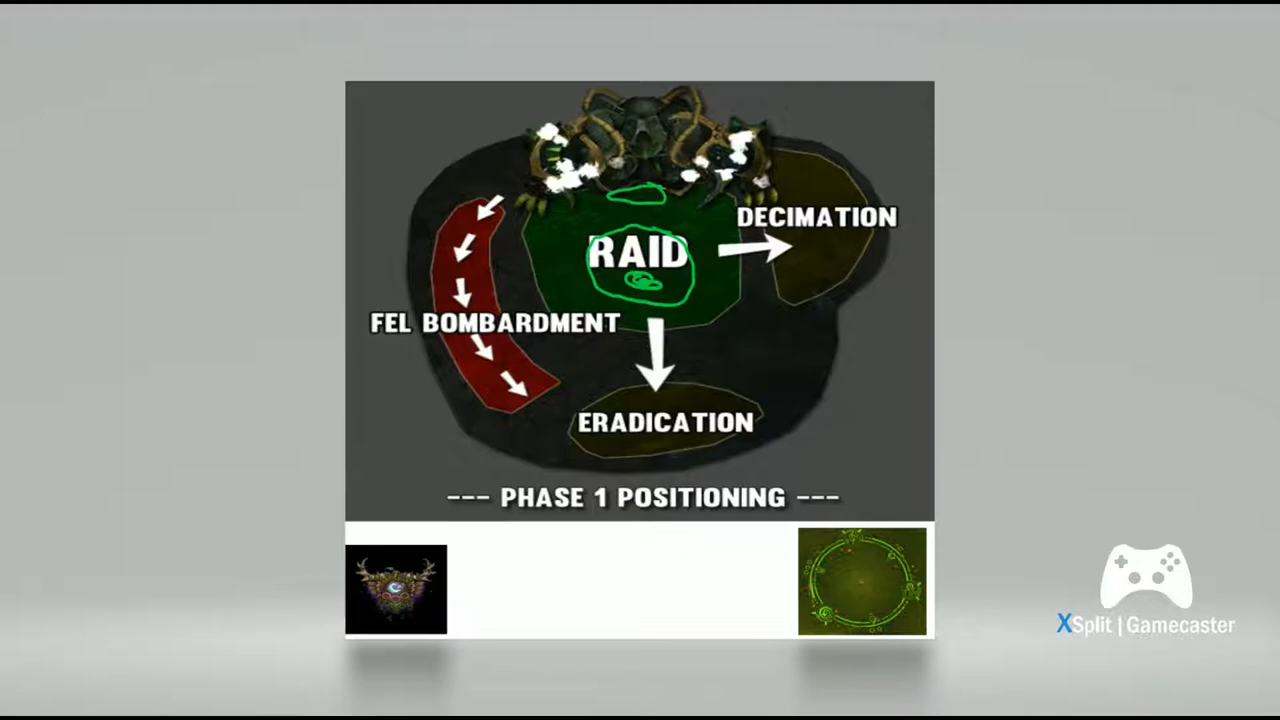 DECIMATION
RAID
FEL BOMBARDMENT
ERADICATION
--- PHASE 1 POSITIONING ---
XSplit | Gamecaster